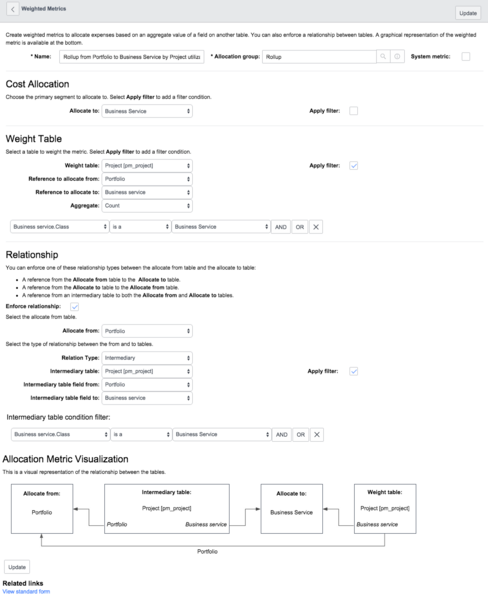 Weighted Metrics
Update
Create weighted metrics to allocate expenses based on an aggregate value of a field on another table. You can also enforce a relationship between tables. A graphical representation of the weighted
metric is available at the bottom.
* Name: Rollup from Portfolio to Business Service by Project utiliz * Allocation group: Rollup System metric:
Cost Allocation
Choose the primary segment to allocate to. Select Apply filter to add a filter condition.
Allocate to: Business Service Apply filter:
Weight Table
Select a table to weight the metric. Select Apply filter to add a filter condition.
Weight table: Project [pm_project] Apply filter:
Reference to allocate from: Portfolio
Reference to allocate to: Business service
Aggregate: Count
Business service.Class is a Business Service AND OR X
Relationship
You can enforce one of these relationship types between the allocate from table and the allocate to table:
• A reference from the Allocate from table to the Allocate to table.
• A reference from the Allocate to table to the Allocate from table.
• A reference from an intermediary table to both the Allocate from and Allocate to tables.
Enforce relationship:
Select the allocate from table.
Allocate from: Portfolio
Select the type of relationship between the from and to tables.
Relation Type: Intermediary
Intermediary table: Project [pm_project] Apply filter:
Intermediary table field from: Portfolio
Intermediary table field to: Business service
Intermediary table condition filter:
Business service.Class is a Business Service AND OR X
Allocation Metric Visualization
This is a visual representation of the relationship between the tables.
Allocate from: Intermediary table: Allocate to: Weight table:
Portfolio Project [pm_project] Business Service Project [pm_project]
Portfolio Business service Business service
Portfolio
Update
Related links
View standard form